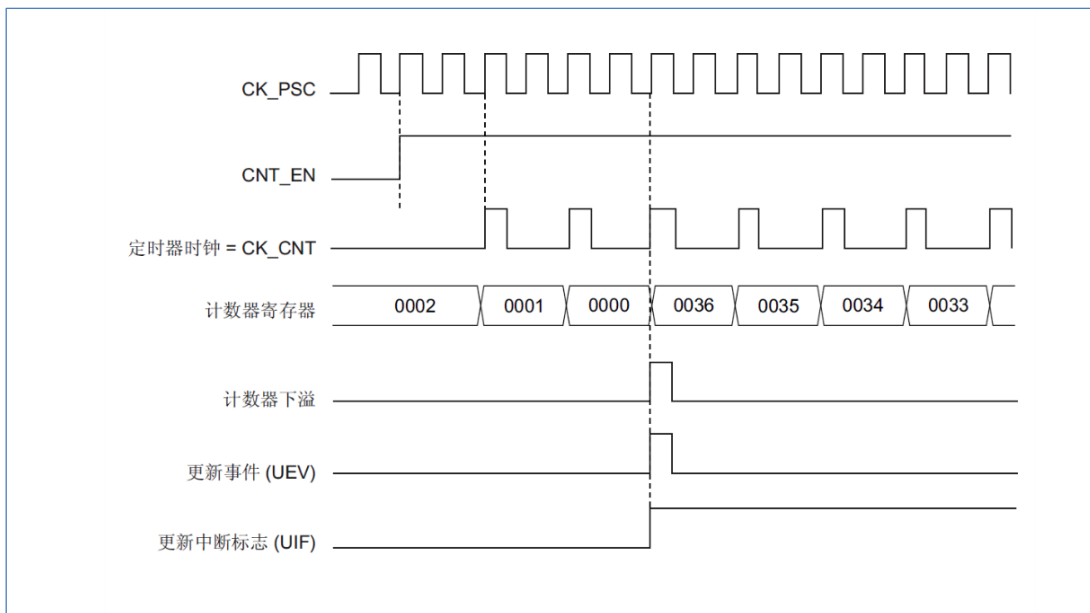 CK_PSC
CNT_EN
定时器时钟 = CK_CNT
计数器寄存器
0002 0001 0000 0036 0035 0034 0033
计数器下溢
更新事件 (UEV)
更新中断标志 (UIF)